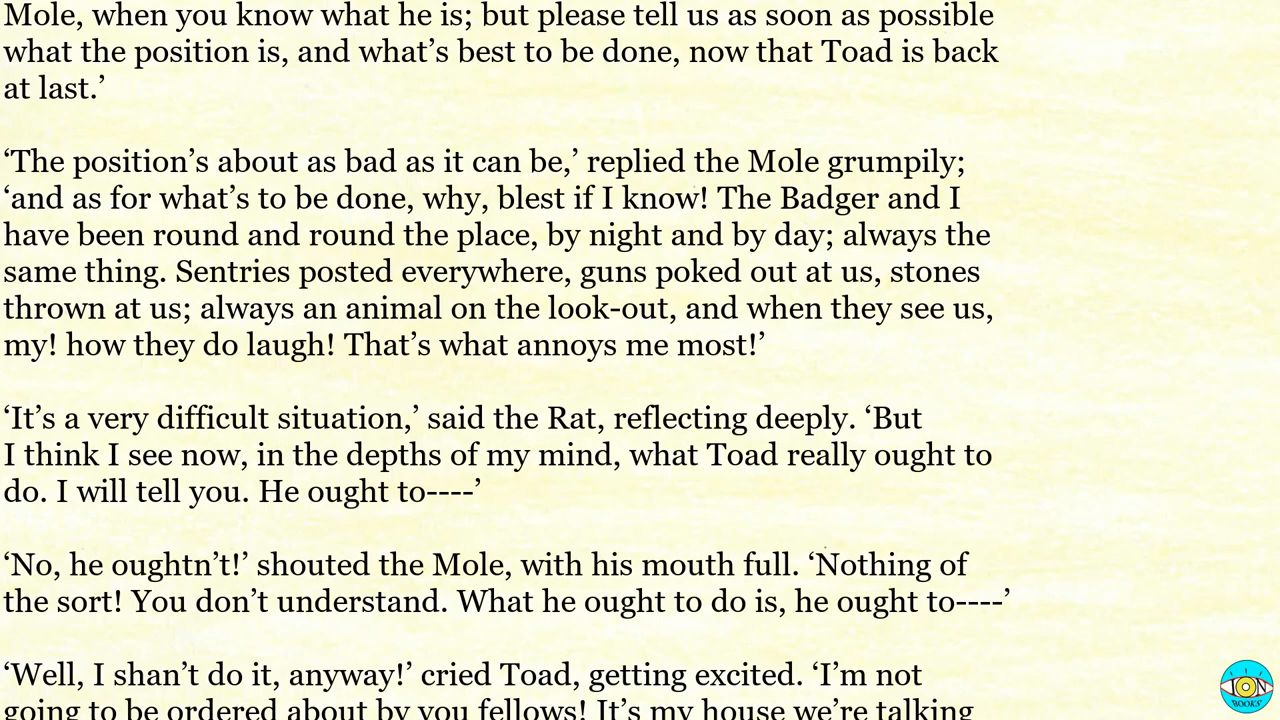 Mole, when you know what he is; but please tell us as soon as possible
what the position is, and what’s best to be done, now that Toad is back
at last.’
‘The position’s about as bad as it can be,’ replied the Mole grumpily;
‘and as for what’s to be done, why, blest if I know! The Badger and I
have been round and round the place, by night and by day; always the
same thing. Sentries posted everywhere, guns poked out at us, stones
thrown at us; always an animal on the look-out, and when they see us,
my! how they do laugh! That’s what annoys me most!’
‘It’s a very difficult situation,’ said the Rat, reflecting deeply. ‘But
I think I see now, in the depths of my mind, what Toad really ought to
do. I will tell you. He ought to----’
‘No, he oughtn’t!’ shouted the Mole, with his mouth full. ‘Nothing of
the sort! You don’t understand. What he ought to do is, he ought to----’
‘Well, I shan’t do it, anyway!’ cried Toad, getting excited. ‘I’m not
going to be ordered about by you fellows! It’s my house we’re talking
ION
BOOKS